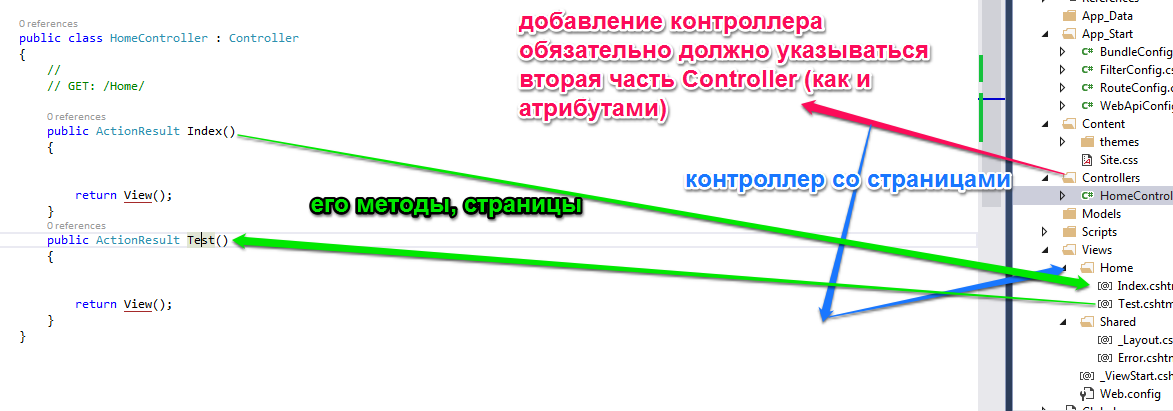 0 references
public class HomeController : Controller
{
//
// GET: /Home/
0 references
public ActionResult Index()
{
return View();
}
0 references
public ActionResult Test()
{
return View();
}
}
добавление контроллера
обязательно должно указываться
вторая часть Controller (как и
атрибутами)
контроллер со страницами
его методы, страницы
App_Data
App_Start
C# BundleConfig
C# FilterConfig.c
C# RouteConfig.c
C# WebApiConfi
Content
themes
Site.css
Controllers
C# HomeControl
Models
Scripts
Views
Home
[@] Index.cshtm
[@] Test.cshtm
Shared
[@] _Layout.cs
[@] Error.cshtm
[@] _ViewStart.csh
Web.config